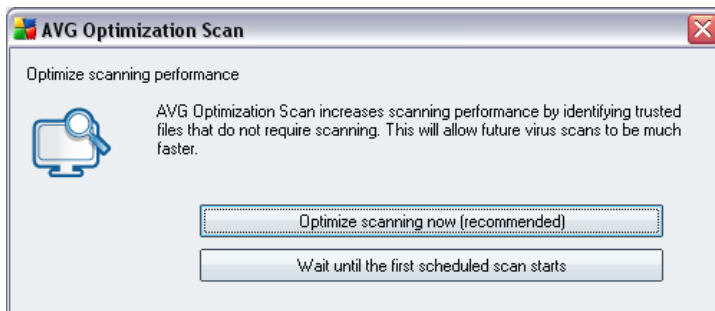 AVG Optimization Scan
Optimize scanning performance
AVG Optimization Scan increases scanning performance by identifying trusted
files that do not require scanning. This will allow future virus scans to be much
faster.
Optimize scanning now (recommended)
Wait until the first scheduled scan starts